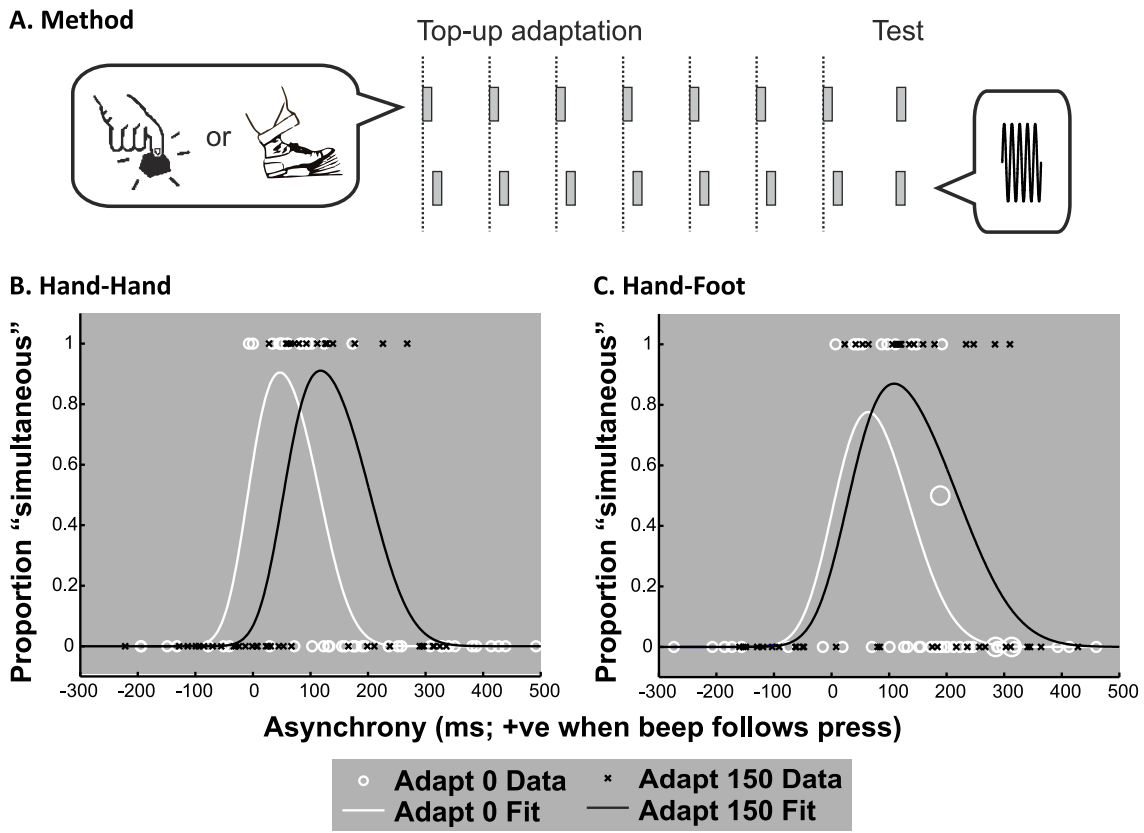 A. Method
Top-up adaptation
Test
or
B. Hand-Hand
C. Hand-Foot
Proportion “simultaneous”
1
0.8
0.6
0.4
0.2
0
-300 -200 -100 0 100 200 300 400 500
Proportion “simultaneous”
1
0.8
0.6
0.4
0.2
0
-300 -200 -100 0 100 200 300 400 500
Asynchrony (ms; +ve when beep follows press)
Adapt 0 Data
Adapt 150 Data
Adapt 0 Fit
Adapt 150 Fit